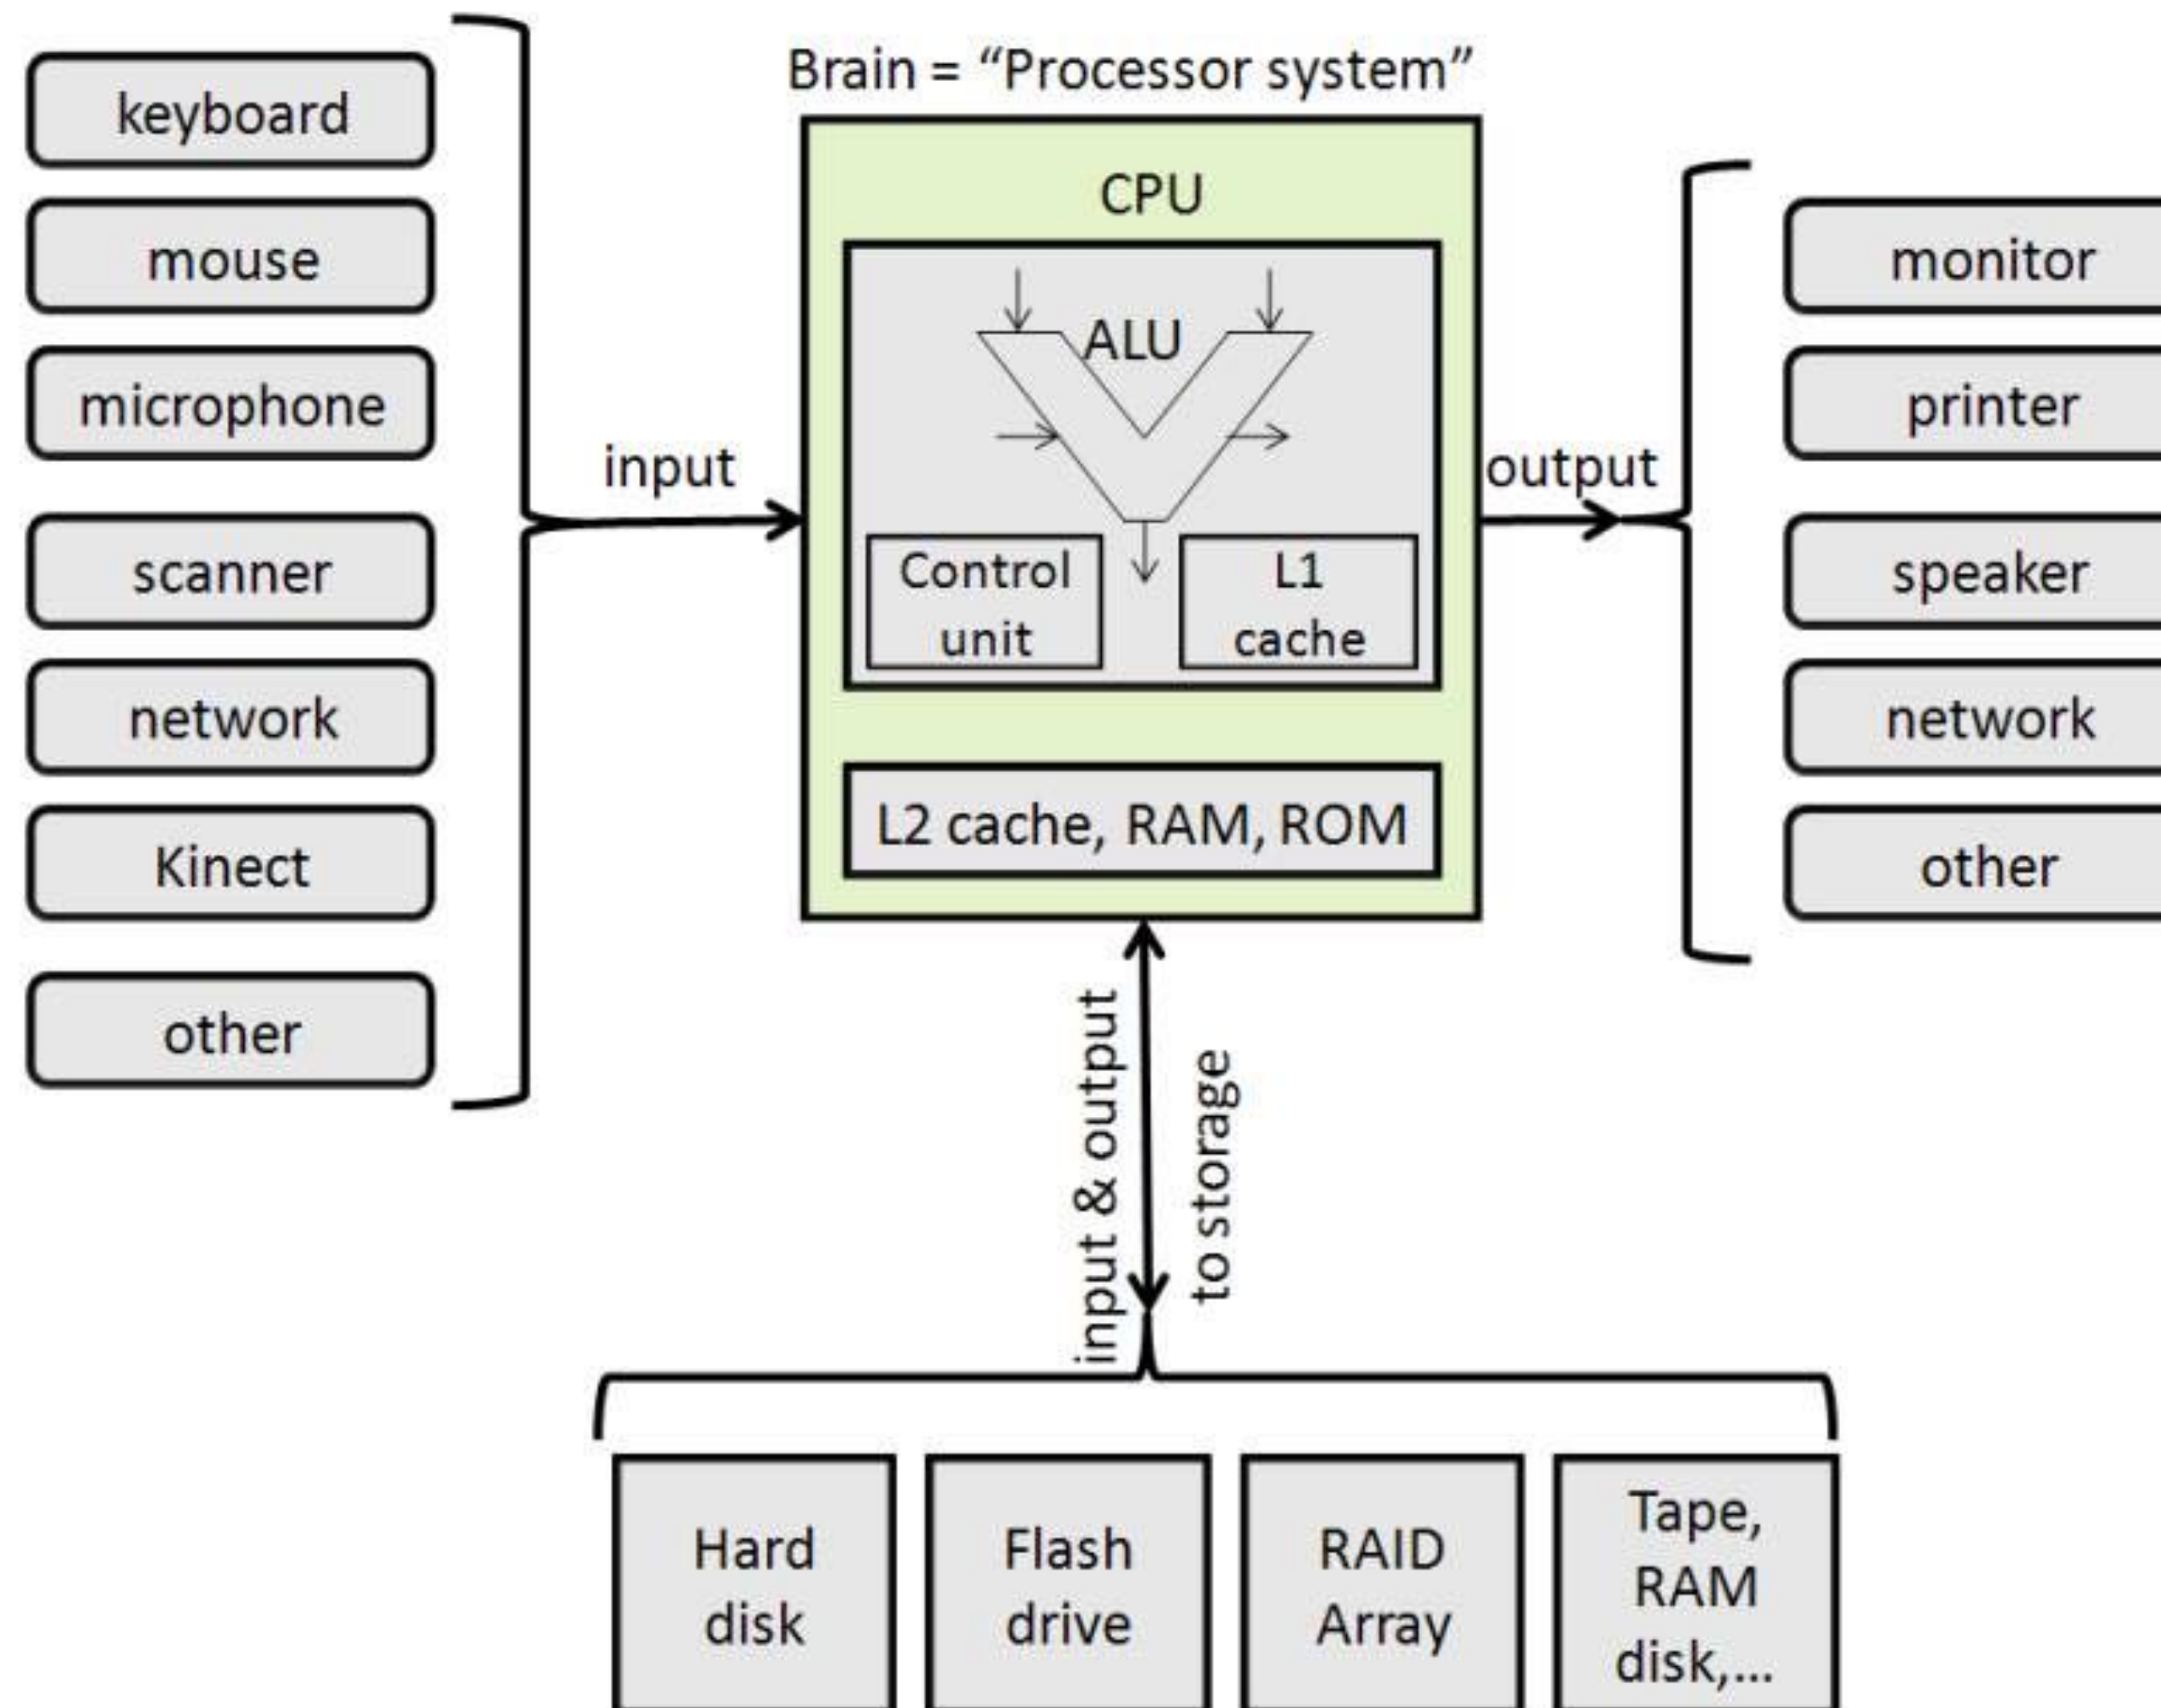 keyboard
mouse
microphone
scanner
network
Kinect
other
input
Brain = “Processor system”
CPU
ALU
Control
unit
L1
cache
L2 cache, RAM, ROM
output
monitor
printer
speaker
network
other
input & output
to storage
Hard
disk
Flash
drive
RAID
Array
Tape,
RAM
disk,...